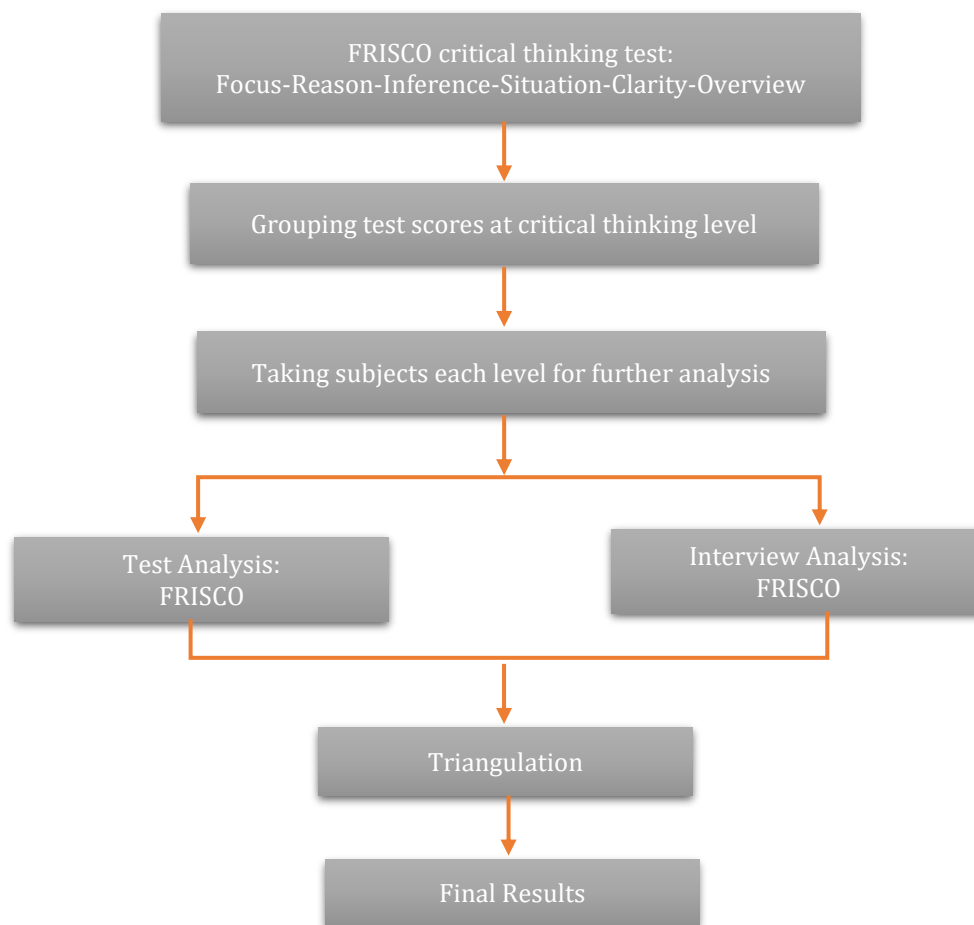 FRISCO critical thinking test:
Focus-Reason-Inference-Situation-Clarity-Overview
Grouping test scores at critical thinking level
Taking subjects each level for further analysis
Test Analysis:
FRISCO
Interview Analysis:
FRISCO
Triangulation
Final Results